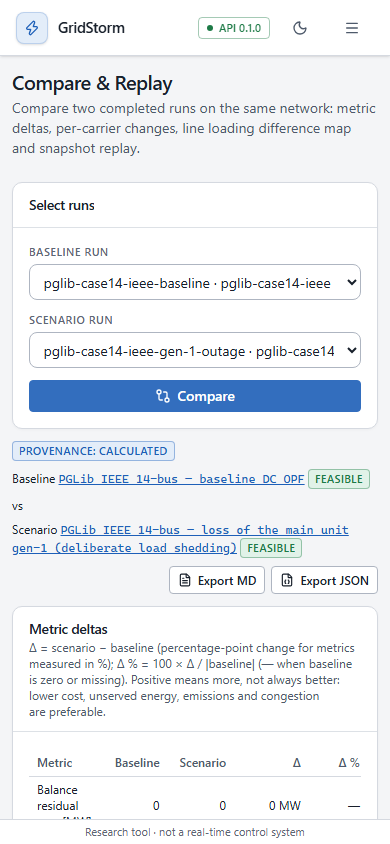 GridStorm
API 0.1.0
Compare & Replay
Compare two completed runs on the same network: metric
deltas, per-carrier changes, line loading difference map
and snapshot replay.
Select runs
BASELINE RUN
pglib-case14-ieee-baseline · pglib-case14-ieee
SCENARIO RUN
pglib-case14-ieee-gen-1-outage · pglib-case14
Compare
PROVENANCE: CALCULATED
Baseline PGLib IEEE 14-bus — baseline DC OPF FEASIBLE
vs
Scenario PGLib IEEE 14-bus — loss of the main unit
gen-1 (deliberate load shedding) FEASIBLE
Export MD Export JSON
Metric deltas
Δ = scenario − baseline (percentage-point change for metrics
measured in %); Δ % = 100 × Δ / |baseline| (— when baseline
is zero or missing). Positive means more, not always better:
lower cost, unserved energy, emissions and congestion
are preferable.
Metric Baseline Scenario Δ Δ %
Balance
residual 0 0 0 MW —
Research tool · not a real-time control system